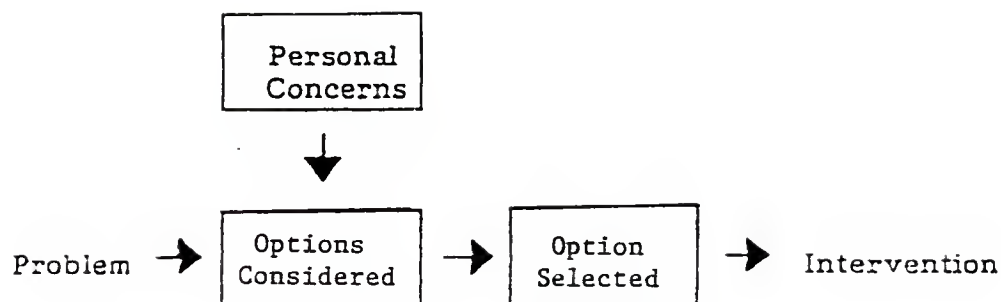 Personal
Concerns
Problem
Options
Considered
Option
Selected
Intervention